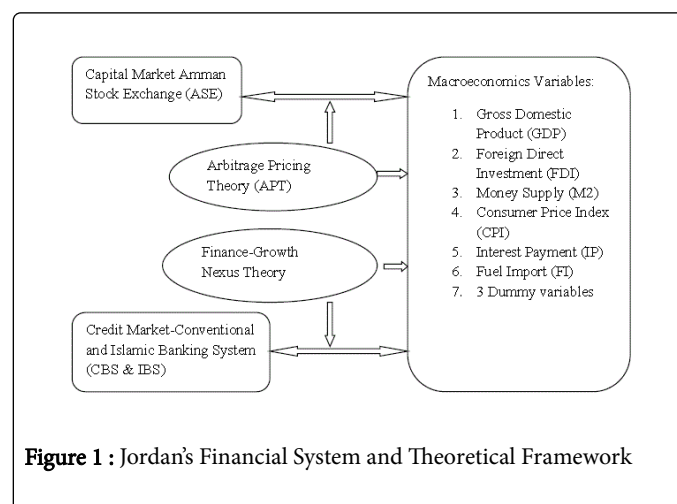 Capital Market Amman
Stock Exchange (ASE)
Arbitrage Pricing
Theory (APT)
Finance-Growth
Nexus Theory
Credit Market-Conventional
and Islamic Banking System
(CBS & IBS)
Macroeconomics Variables:
1. Gross Domestic
Product (GDP)
2. Foreign Direct
Investment (FDI)
3. Money Supply (M2)
4. Consumer Price Index
(CPI)
5. Interest Payment (IP)
6. Fuel Import (FI)
7. 3 Dummy variables
Figure 1 : Jordan's Financial System and Theoretical Framework